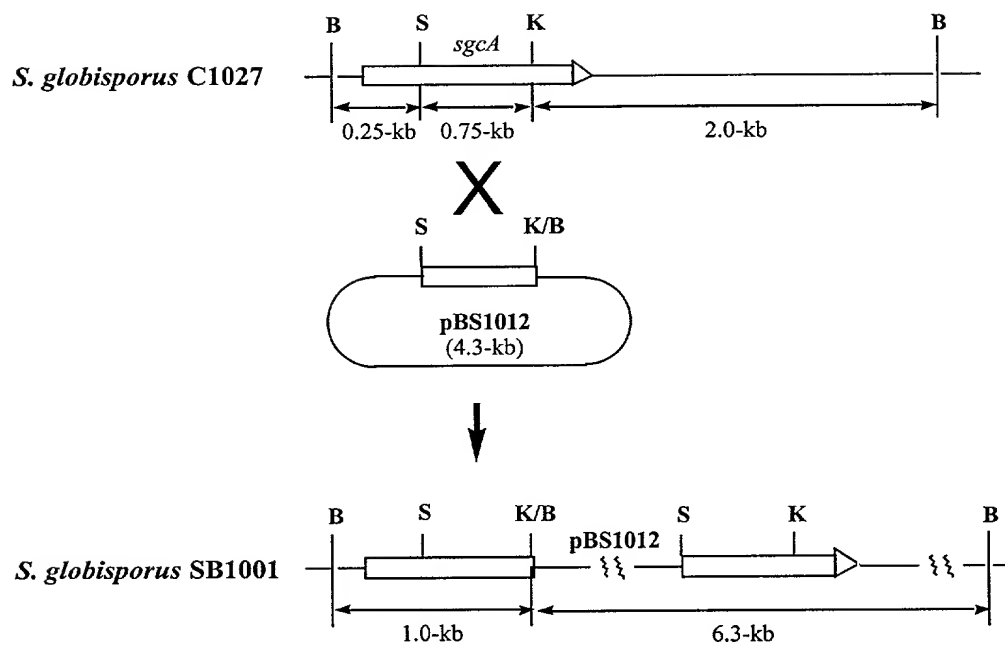 B S K B
sgcA
S. globisporus C1027
0.25-kb 0.75-kb 2.0-kb
X
S K/B
pBS1012
(4.3-kb)
B S K/B S K B
pBS1012
S. globisporus SB1001
1.0-kb 6.3-kb